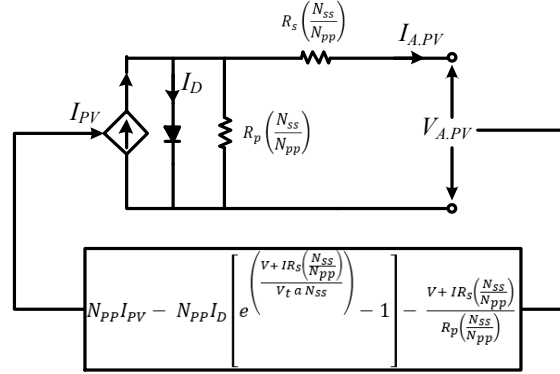 R_s (N_ss/N_pp)
I_A.PV
I_D
I_PV
R_p (N_ss/N_pp)
V_A.PV
N_PP I_PV − N_PP I_D [e^((V + IR_s (N_ss/N_pp))/(V_t a N_ss)) − 1] − (V + IR_s (N_ss/N_pp))/(R_p (N_ss/N_pp))